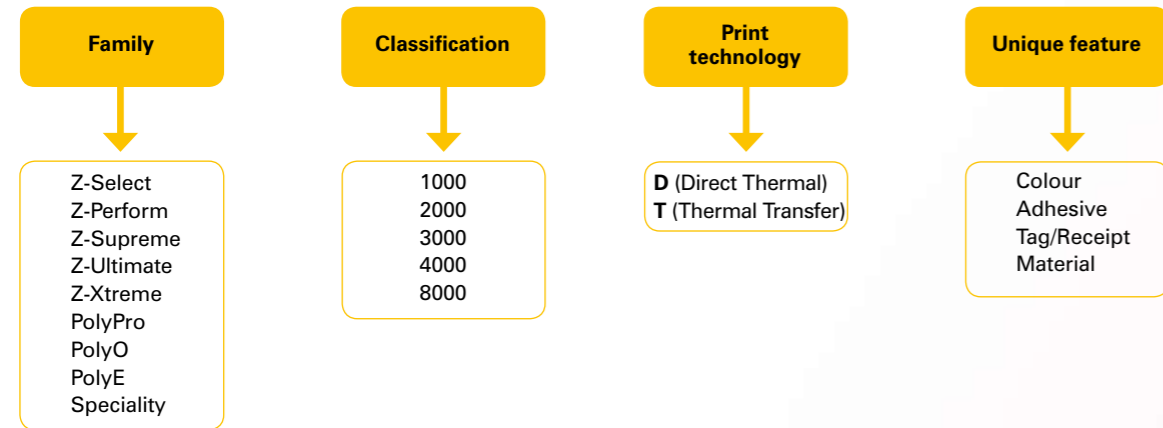 Family
Z-Select
Z-Perform
Z-Supreme
Z-Ultimate
Z-Xtreme
PolyPro
PolyO
PolyE
Speciality
Classification
1000
2000
3000
4000
8000
Print
technology
D (Direct Thermal)
T (Thermal Transfer)
Unique feature
Colour
Adhesive
Tag/Receipt
Material